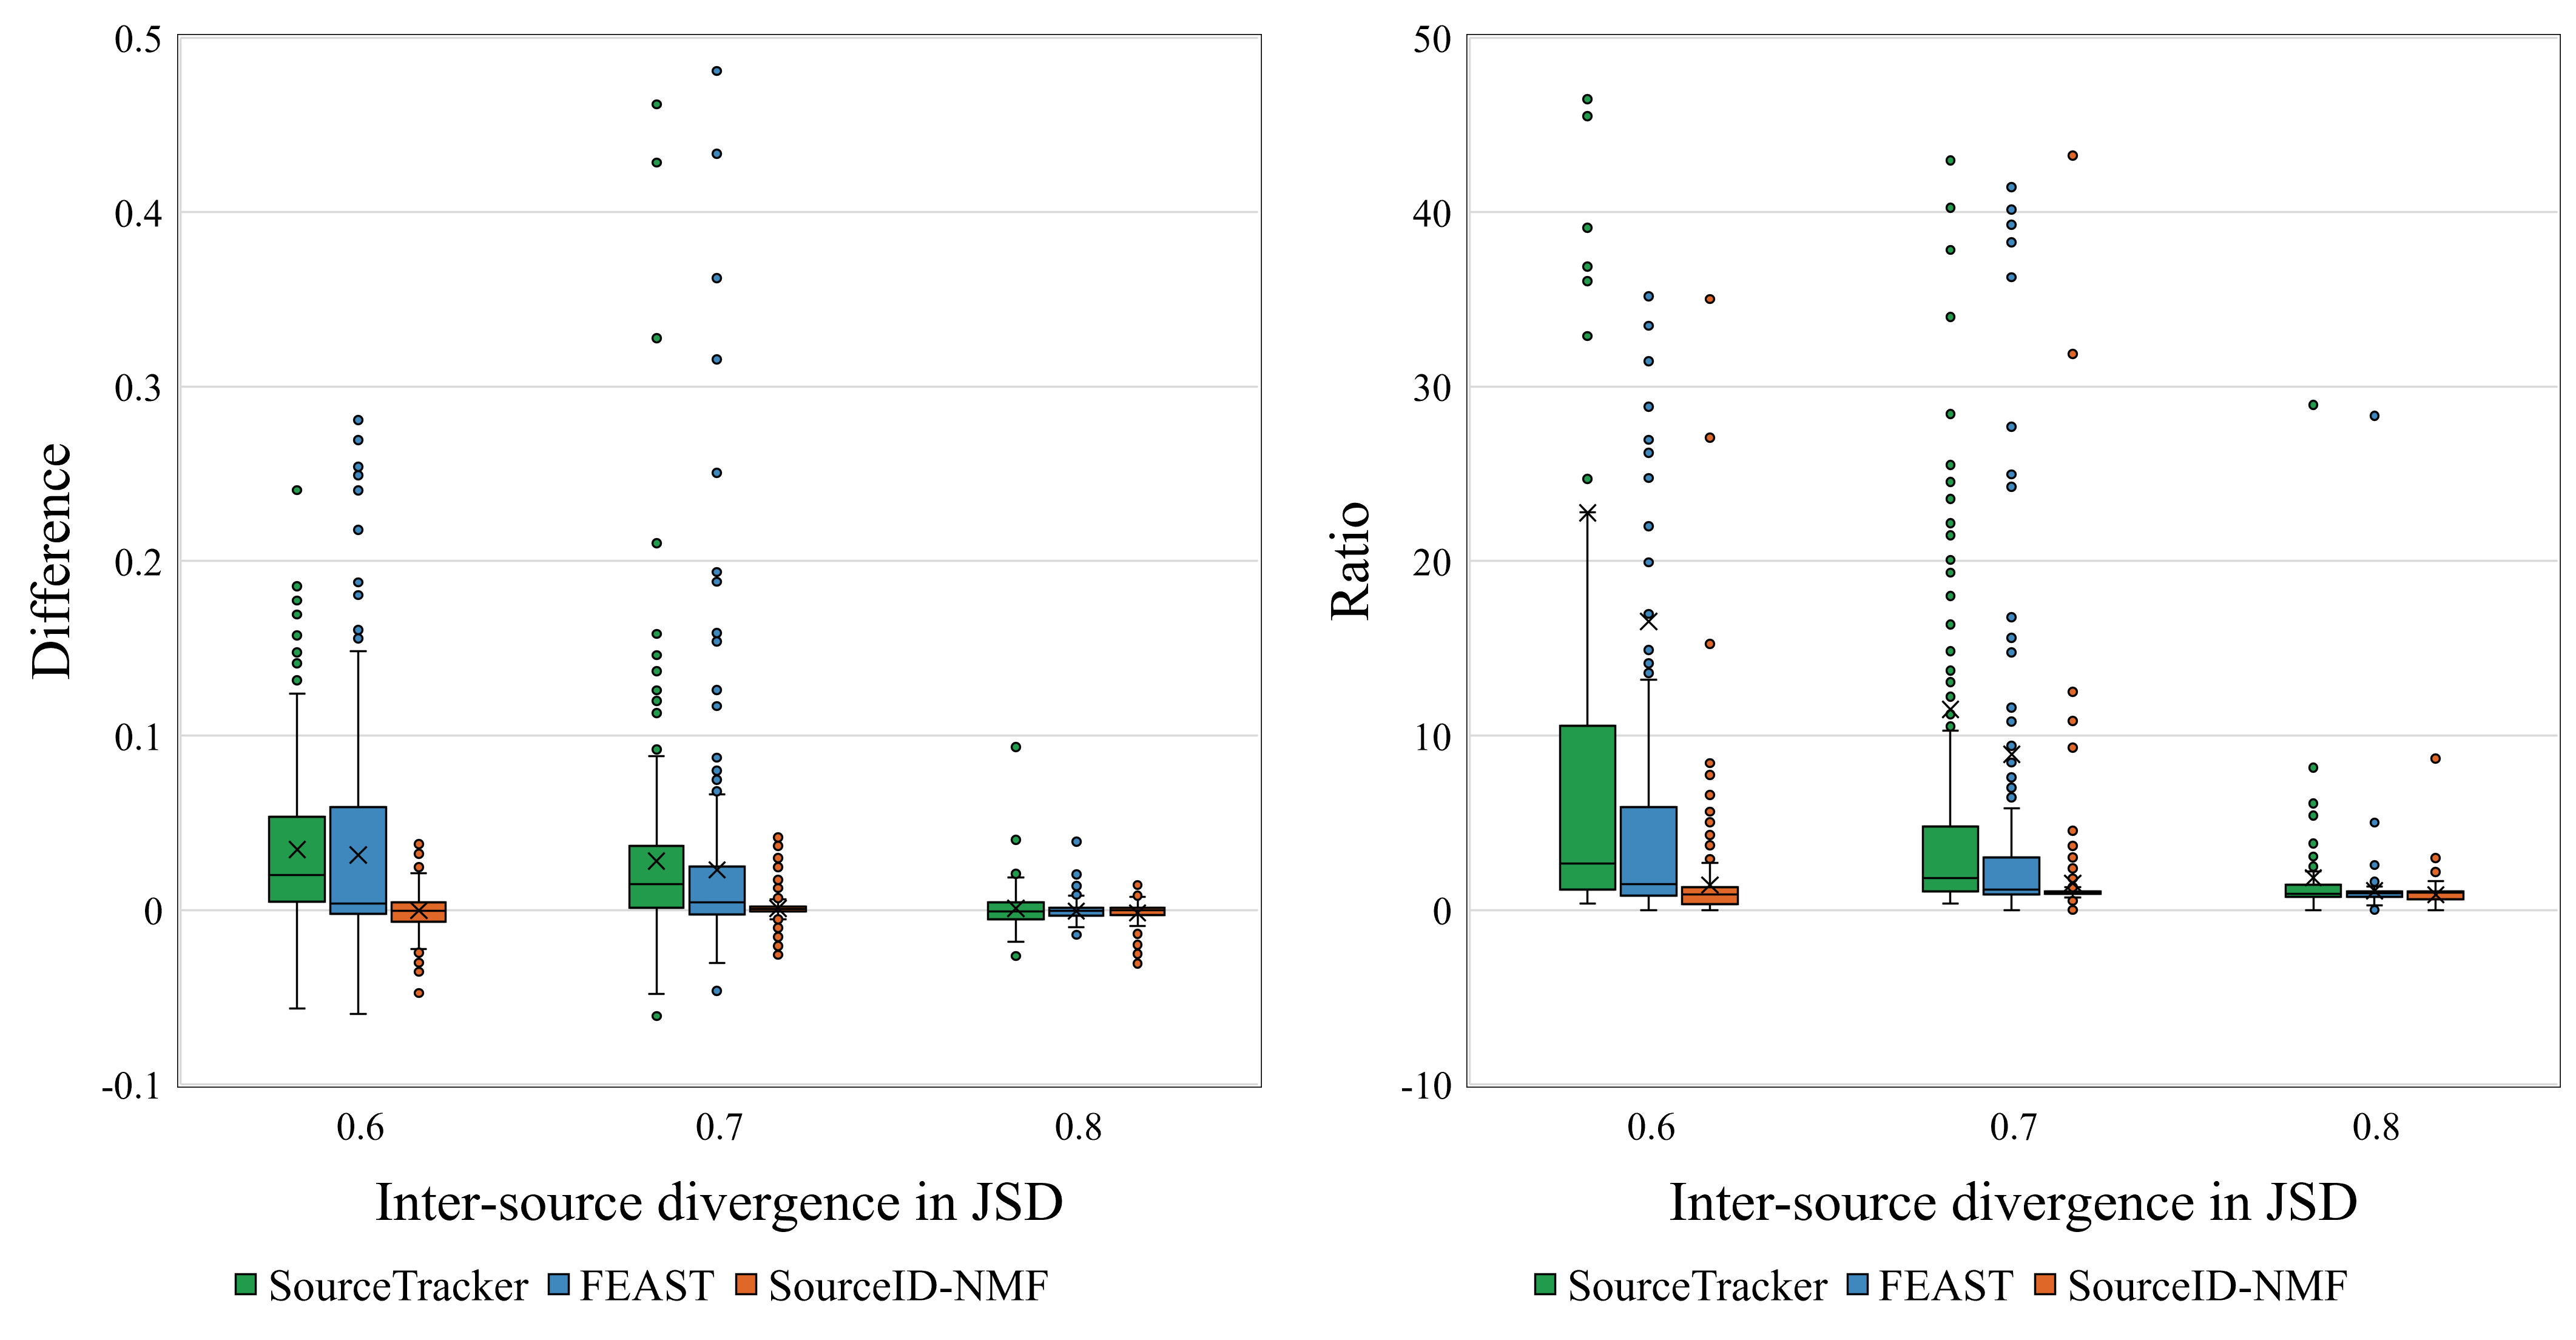 Difference
0.5
0.4
0.3
0.2
0.1
0
-0.1
0.6 0.7 0.8
Inter-source divergence in JSD
SourceTracker FEAST SourceID-NMF
Ratio
50
40
30
20
10
0
-10
0.6 0.7 0.8
Inter-source divergence in JSD
SourceTracker FEAST SourceID-NMF